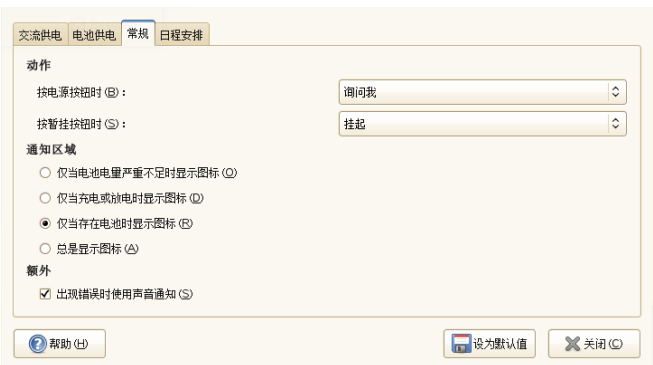 交流供电 电池供电 常规 日程安排
动作
按电源按钮时(B): 询问我
按暂挂按钮时(S): 挂起
通知区域
仅当电池电量严重不足时显示图标(O)
仅当充电或放电时显示图标(D)
仅当存在电池时显示图标(R)
总是显示图标(A)
额外
出现错误时使用声音通知(S)
帮助(H) 设为默认值 关闭(C)